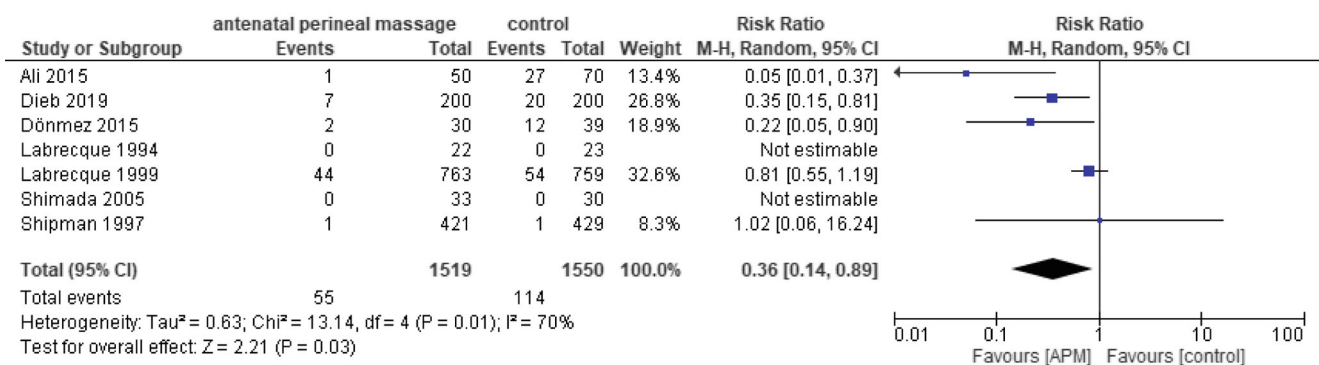 antenatal perineal massage control Risk Ratio Risk Ratio
Study or Subgroup Events Total Events Total Weight M-H, Random, 95% CI M-H, Random, 95% CI
Ali 2015 1 50 27 70 13.4% 0.05 [0.01, 0.37]
Dieb 2019 7 200 20 200 26.8% 0.35 [0.15, 0.81]
Dönmez 2015 2 30 12 39 18.9% 0.22 [0.05, 0.90]
Labrecque 1994 0 22 0 23 Not estimable
Labrecque 1999 44 763 54 759 32.6% 0.81 [0.55, 1.19]
Shimada 2005 0 33 0 30 Not estimable
Shipman 1997 1 421 1 429 8.3% 1.02 [0.06, 16.24]
Total (95% CI) 1519 1550 100.0% 0.36 [0.14, 0.89]
Total events 55 114
Heterogeneity: Tau² = 0.63; Chi² = 13.14, df = 4 (P = 0.01); I² = 70%
Test for overall effect: Z = 2.21 (P = 0.03)
0.01 0.1 1 10 100
Favours [APM] Favours [control]